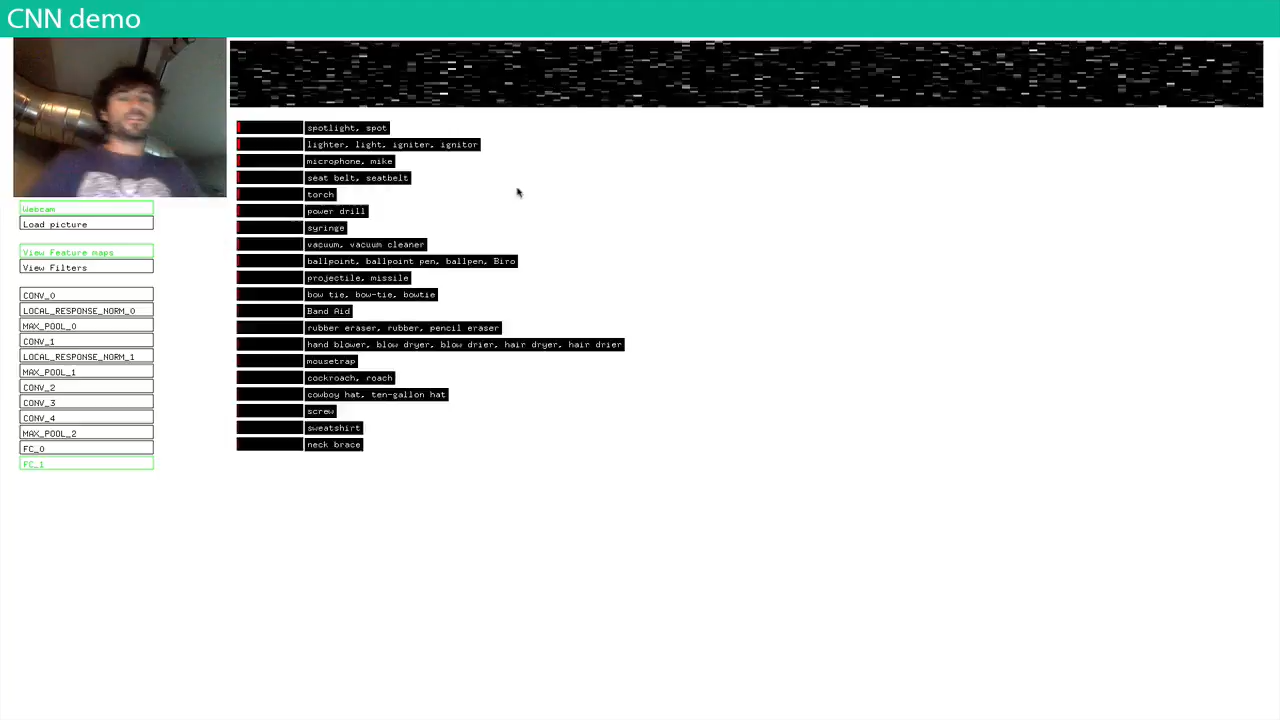 CNN demo
spotlight, spot
lighter, light, igniter, ignitor
microphone, mike
seat belt, seatbelt
torch
power drill
syringe
vacuum, vacuum cleaner
ballpoint, ballpoint pen, ballpen, Biro
projectile, missile
bow tie, bow-tie, bowtie
Band Aid
rubber eraser, rubber, pencil eraser
hand blower, blow dryer, blow drier, hair dryer, hair drier
mousetrap
cockroach, roach
cowboy hat, ten-gallon hat
screw
sweatshirt
neck brace
Webcam
Load picture
View Feature maps
View Filters
CONV_0
LOCAL_RESPONSE_NORM_0
MAX_POOL_0
CONV_1
LOCAL_RESPONSE_NORM_1
MAX_POOL_1
CONV_2
CONV_3
CONV_4
MAX_POOL_2
FC_0
FC_1